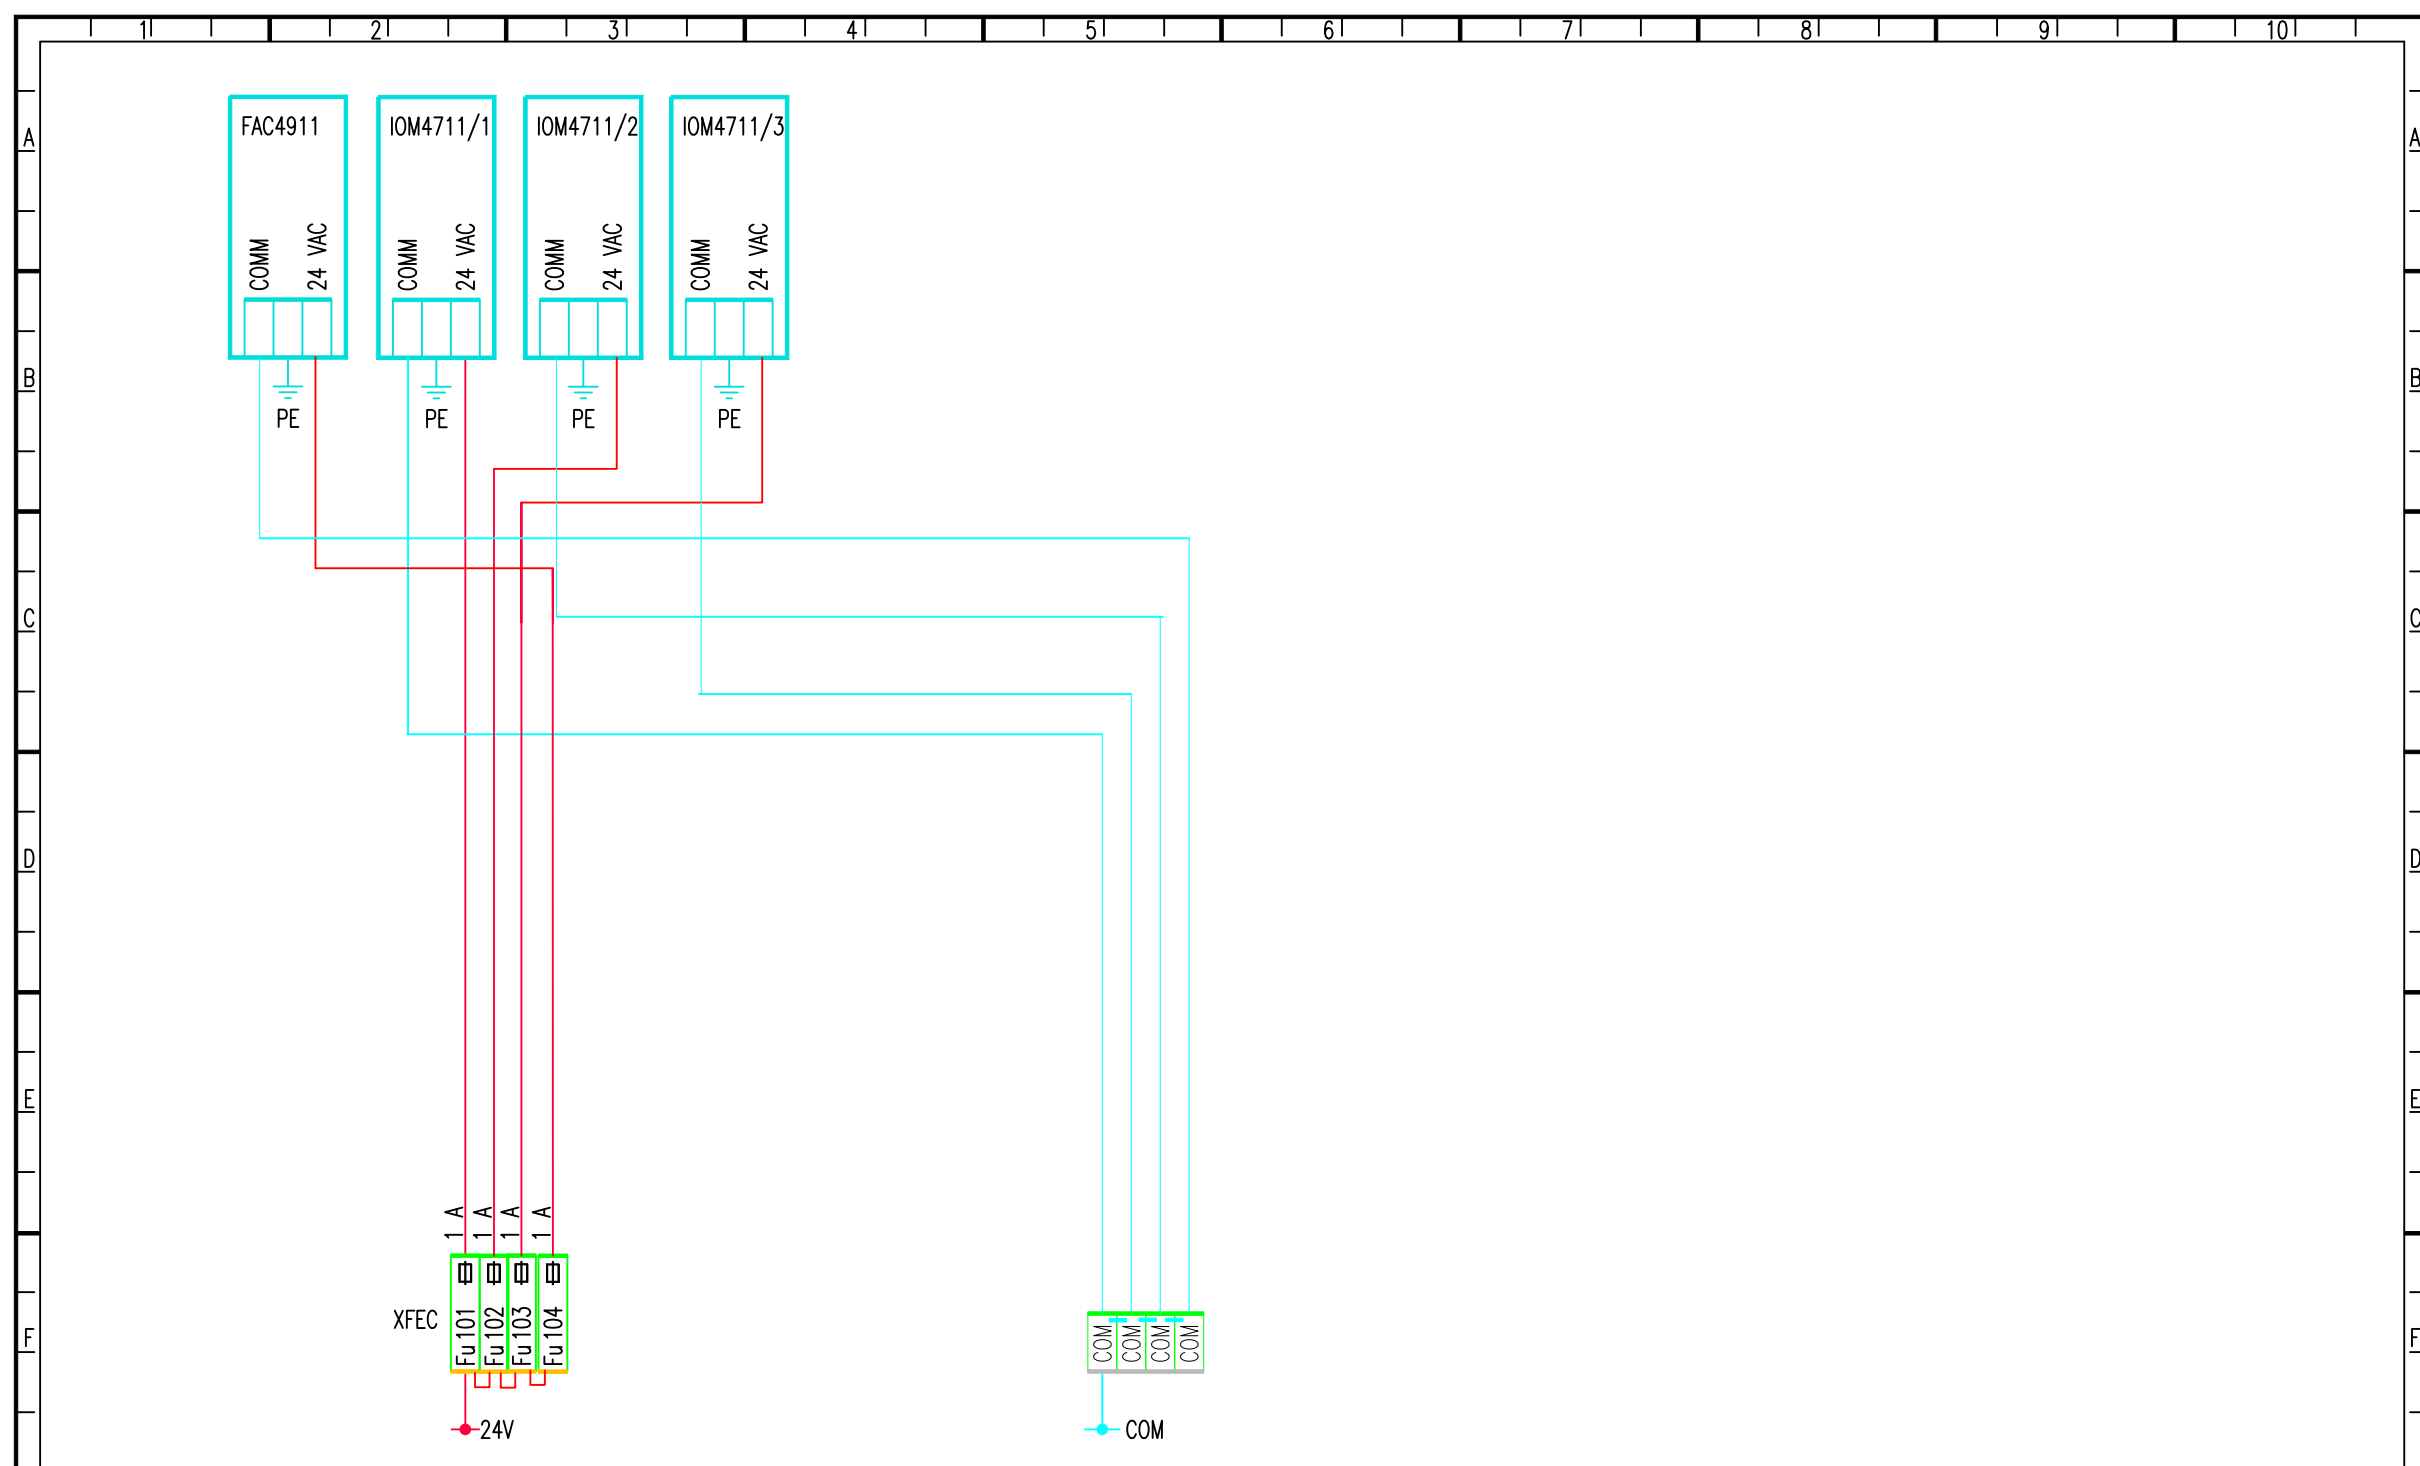 1 2 3 4 5 6 7 8 9 10
A A
FAC4911 IOM4711/1 IOM4711/2 IOM4711/3
COMM 24 VAC COMM 24 VAC COMM 24 VAC COMM 24 VAC
B B
PE PE PE PE
C C
D D
E E
1 A 1 A 1 A 1 A
XFEC Fu101 Fu102 Fu103 Fu104
COM COM COM COM
F F
24V COM